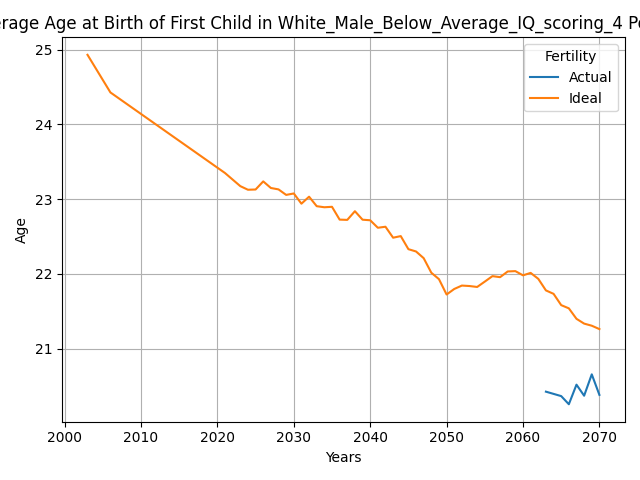 erage Age at Birth of First Child in White_Male_Below_Average_IQ_scoring_4 Po
Fertility
Actual
Ideal
25
24
23
22
21
Age
2000 2010 2020 2030 2040 2050 2060 2070
Years